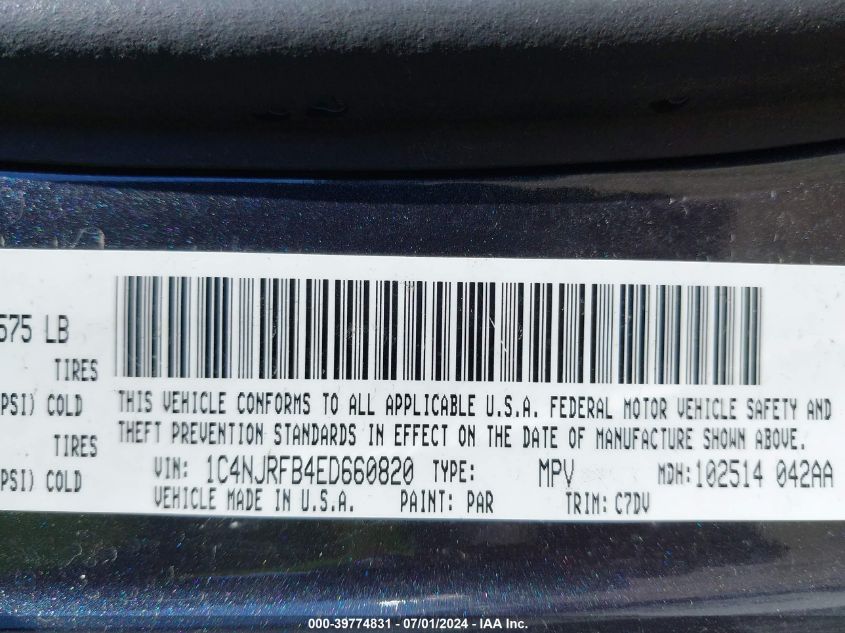 575 LB
TIRES
PSI) COLD
TIRES
PSI) COLD
THIS VEHICLE CONFORMS TO ALL APPLICABLE U.S.A. FEDERAL MOTOR VEHICLE SAFETY AND
THEFT PREVENTION STANDARDS IN EFFECT ON THE DATE OF MANUFACTURE SHOWN ABOVE.
VIN: 1C4NJRFB4ED660820 TYPE: MPV MDH:102514 042AA
VEHICLE MADE IN U.S.A. PAINT: PAR TRIM: C7DV
000-39774831 - 07/01/2024 - IAA Inc.